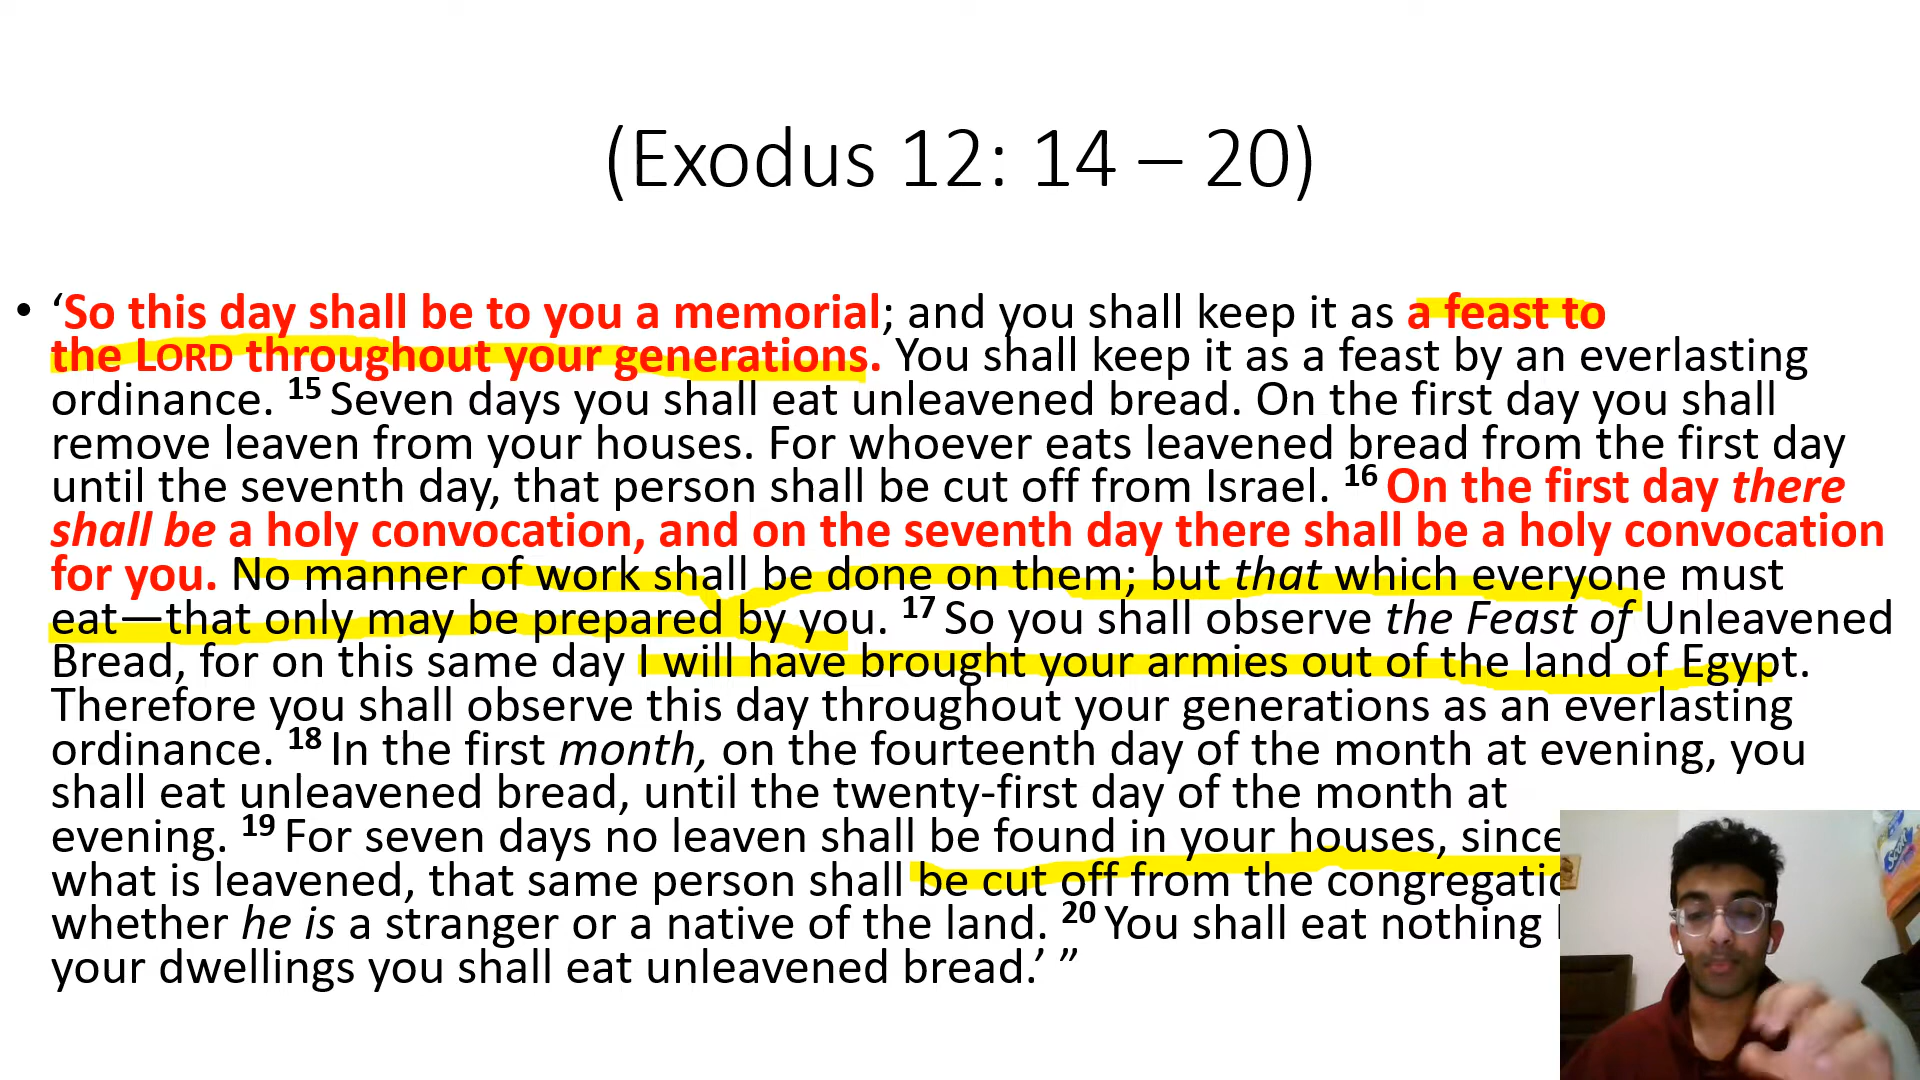 (Exodus 12: 14 – 20)
• ‘So this day shall be to you a memorial; and you shall keep it as a feast to
the LORD throughout your generations. You shall keep it as a feast by an everlasting
ordinance. 15 Seven days you shall eat unleavened bread. On the first day you shall
remove leaven from your houses. For whoever eats leavened bread from the first day
until the seventh day, that person shall be cut off from Israel. 16 On the first day there
shall be a holy convocation, and on the seventh day there shall be a holy convocation
for you. No manner of work shall be done on them; but that which everyone must
eat—that only may be prepared by you. 17 So you shall observe the Feast of Unleavened
Bread, for on this same day I will have brought your armies out of the land of Egypt.
Therefore you shall observe this day throughout your generations as an everlasting
ordinance. 18 In the first month, on the fourteenth day of the month at evening, you
shall eat unleavened bread, until the twenty-first day of the month at
evening. 19 For seven days no leaven shall be found in your houses, since
what is leavened, that same person shall be cut off from the
whether he is a stranger or a native of the land. 20 You shall eat nothing
your dwellings you shall eat unleavened bread.’ ”